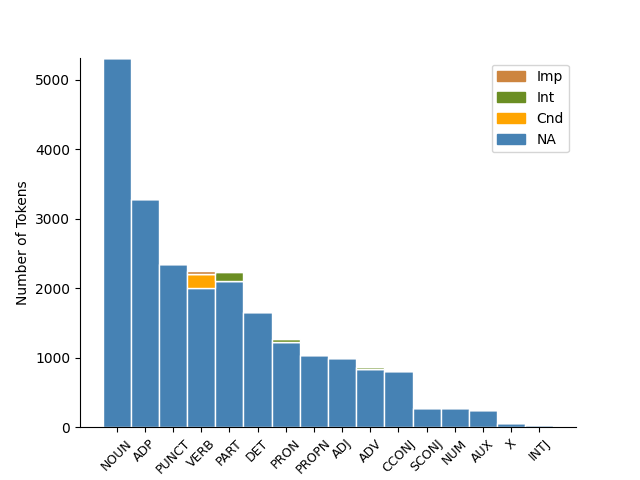 Imp
Int
Cnd
NA
Number of Tokens
5000
4000
3000
2000
1000
0
NOUN
ADP
PUNCT
VERB
PART
DET
PRON
PROPN
ADJ
ADV
CCONJ
SCONJ
NUM
AUX
X
INTJ